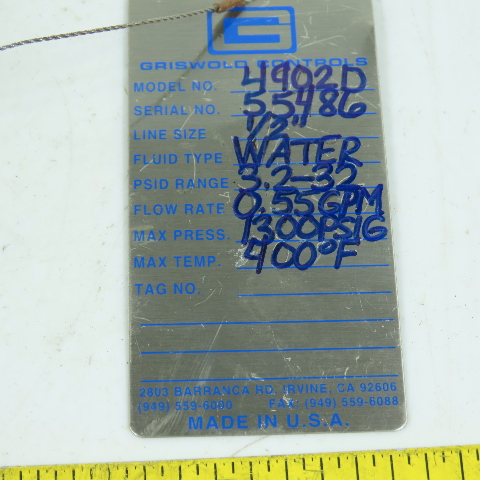 GRISWOLD CONTROLS
MODEL NO. 4902D
SERIAL NO. 55486
LINE SIZE 1/2"
FLUID TYPE WATER
PSID RANGE 3.2-32
FLOW RATE 0.55GPM
MAX PRESS. 1300PSIG
MAX TEMP. 400°F
TAG NO.
2803 BARRANCA RD. IRVINE, CA 92606
(949) 559-6000 FAX: (949) 559-6088
MADE IN U.S.A.